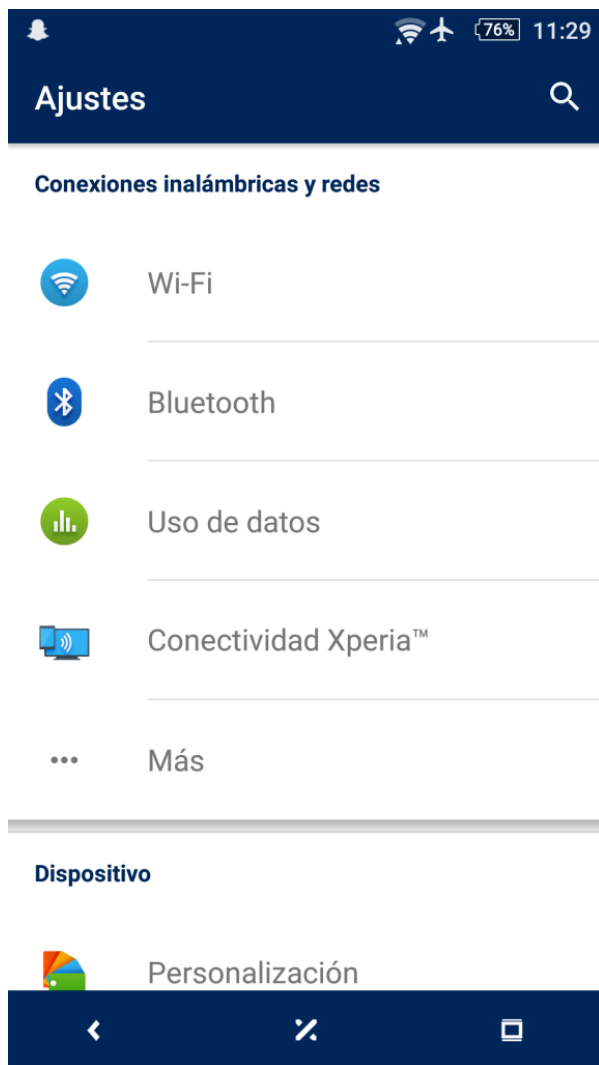 76% 11:29
Ajustes
Conexiones inalámbricas y redes
Wi-Fi
Bluetooth
Uso de datos
Conectividad Xperia™
Más
Dispositivo
Personalización